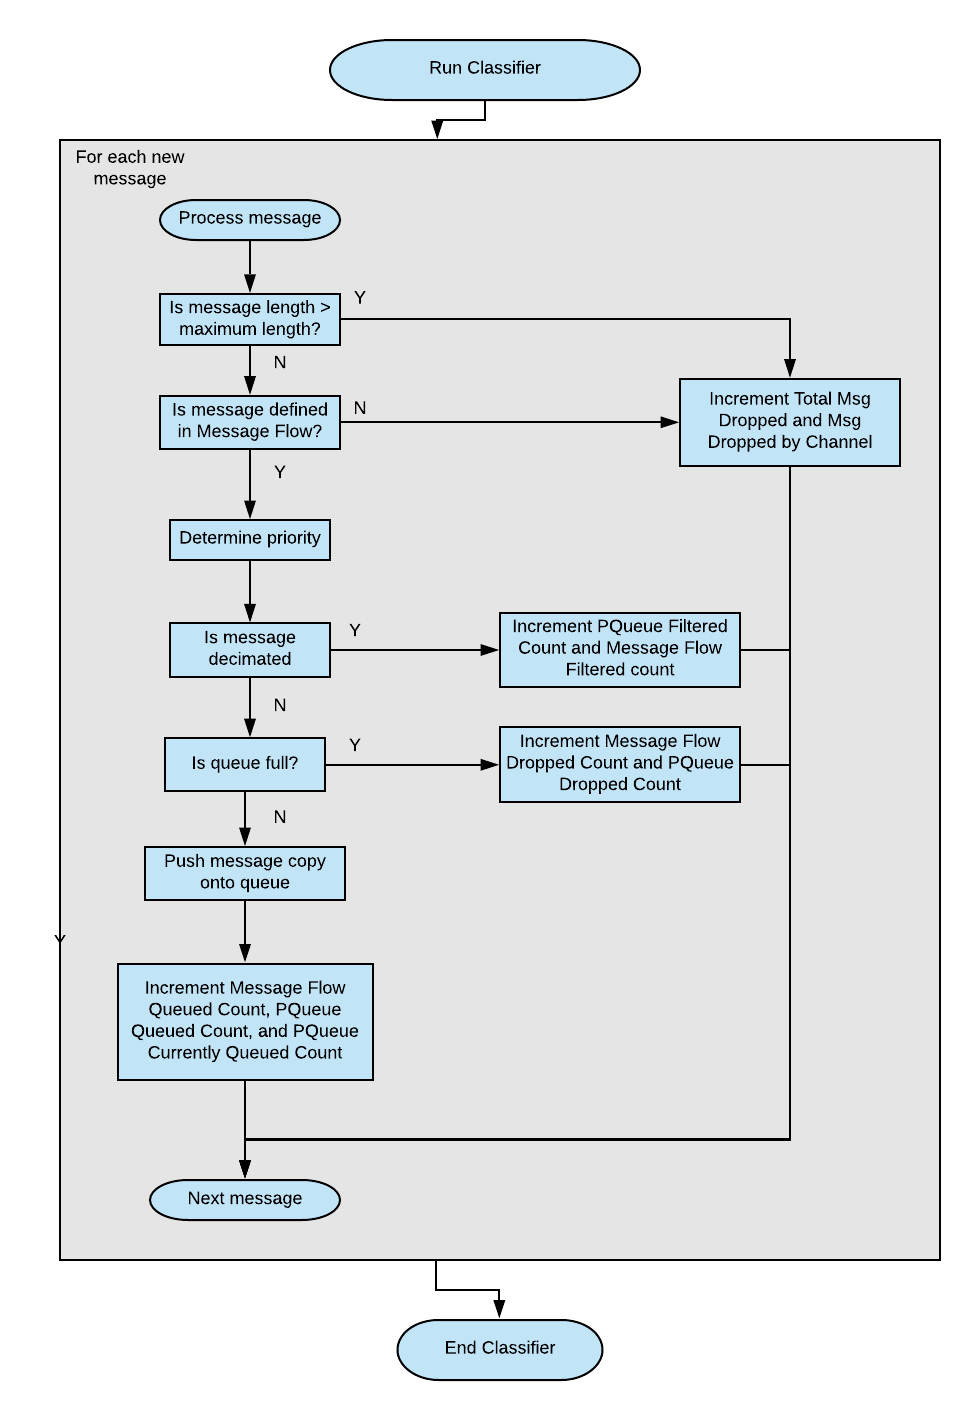 Run Classifier
For each new
message
Process message
Is message length >
maximum length?
Y
N
Is message defined
in Message Flow?
N
Increment Total Msg
Dropped and Msg
Dropped by Channel
Y
Determine priority
Is message
decimated
Y
Increment PQueue Filtered
Count and Message Flow
Filtered count
N
Is queue full?
Y
Increment Message Flow
Dropped Count and PQueue
Dropped Count
N
Push message copy
onto queue
Y
Increment Message Flow
Queued Count, PQueue
Queued Count, and PQueue
Currently Queued Count
Next message
End Classifier